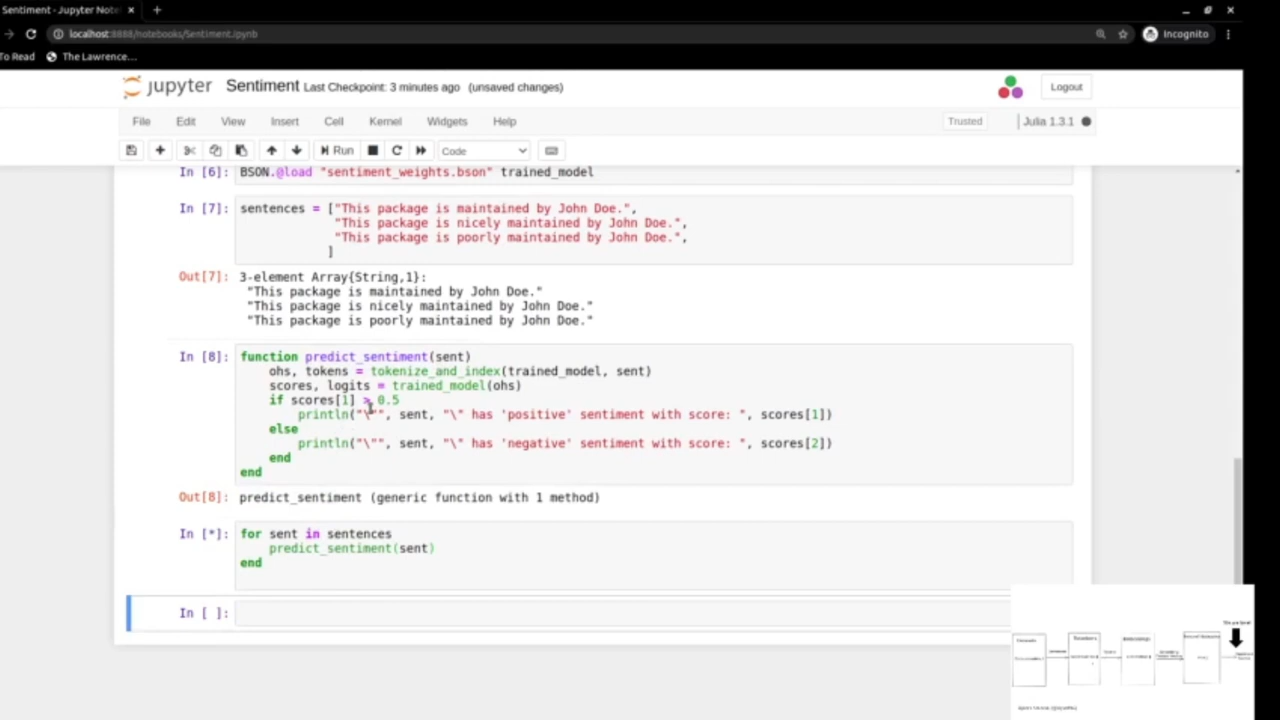 Sentiment - Jupyter Note
localhost:8888/notebooks/Sentiment.ipynb
Incognito
To Read
The Lawrence...
jupyter Sentiment Last Checkpoint: 3 minutes ago (unsaved changes)
Logout
File Edit View Insert Cell Kernel Widgets Help
Trusted
Julia 1.3.1
Run
Code
In [6]: BSON.@load "sentiment_weights.bson" trained_model
In [7]: sentences = ["This package is maintained by John Doe.",
"This package is nicely maintained by John Doe.",
"This package is poorly maintained by John Doe.",
]
Out[7]: 3-element Array{String,1}:
"This package is maintained by John Doe."
"This package is nicely maintained by John Doe."
"This package is poorly maintained by John Doe."
In [8]: function predict_sentiment(sent)
ohs, tokens = tokenize_and_index(trained_model, sent)
scores, logits = trained_model(ohs)
if scores[1] > 0.5
println("\"", sent, "\" has 'positive' sentiment with score: ", scores[1])
else
println("\"", sent, "\" has 'negative' sentiment with score: ", scores[2])
end
end
Out[8]: predict_sentiment (generic function with 1 method)
In [*]: for sent in sentences
predict_sentiment(sent)
end
In [ ]: